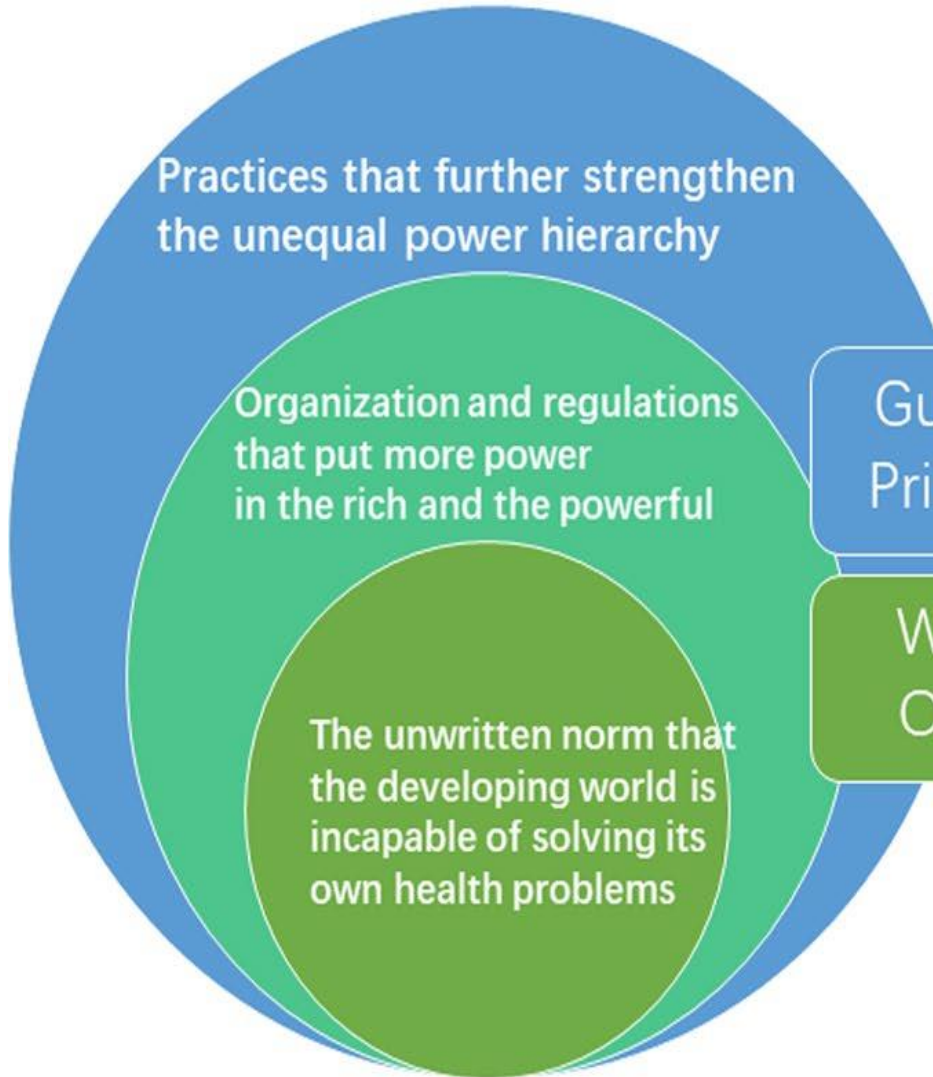 Practices that further strengthen
the unequal power hierarchy
Organization and regulations
that put more power
in the rich and the powerful
The unwritten norm that
the developing world is
incapable of solving its
own health problems